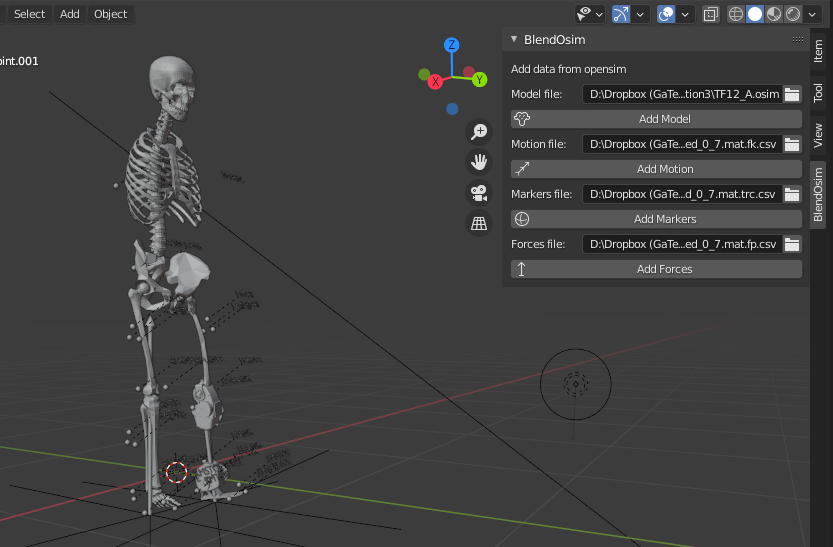 Select Add Object
oint.001
Z
X
Y
BlendOsim
Add data from opensim
Model file: D:\Dropbox (GaTe...tion3\TF12_A.osim
Add Model
Motion file: D:\Dropbox (GaTe...ed_0_7.mat.fk.csv
Add Motion
Markers file: D:\Dropbox (GaTe...d_0_7.mat.trc.csv
Add Markers
Forces file: D:\Dropbox (GaTe...ed_0_7.mat.fp.csv
Add Forces
Item
Tool
View
BlendOsim